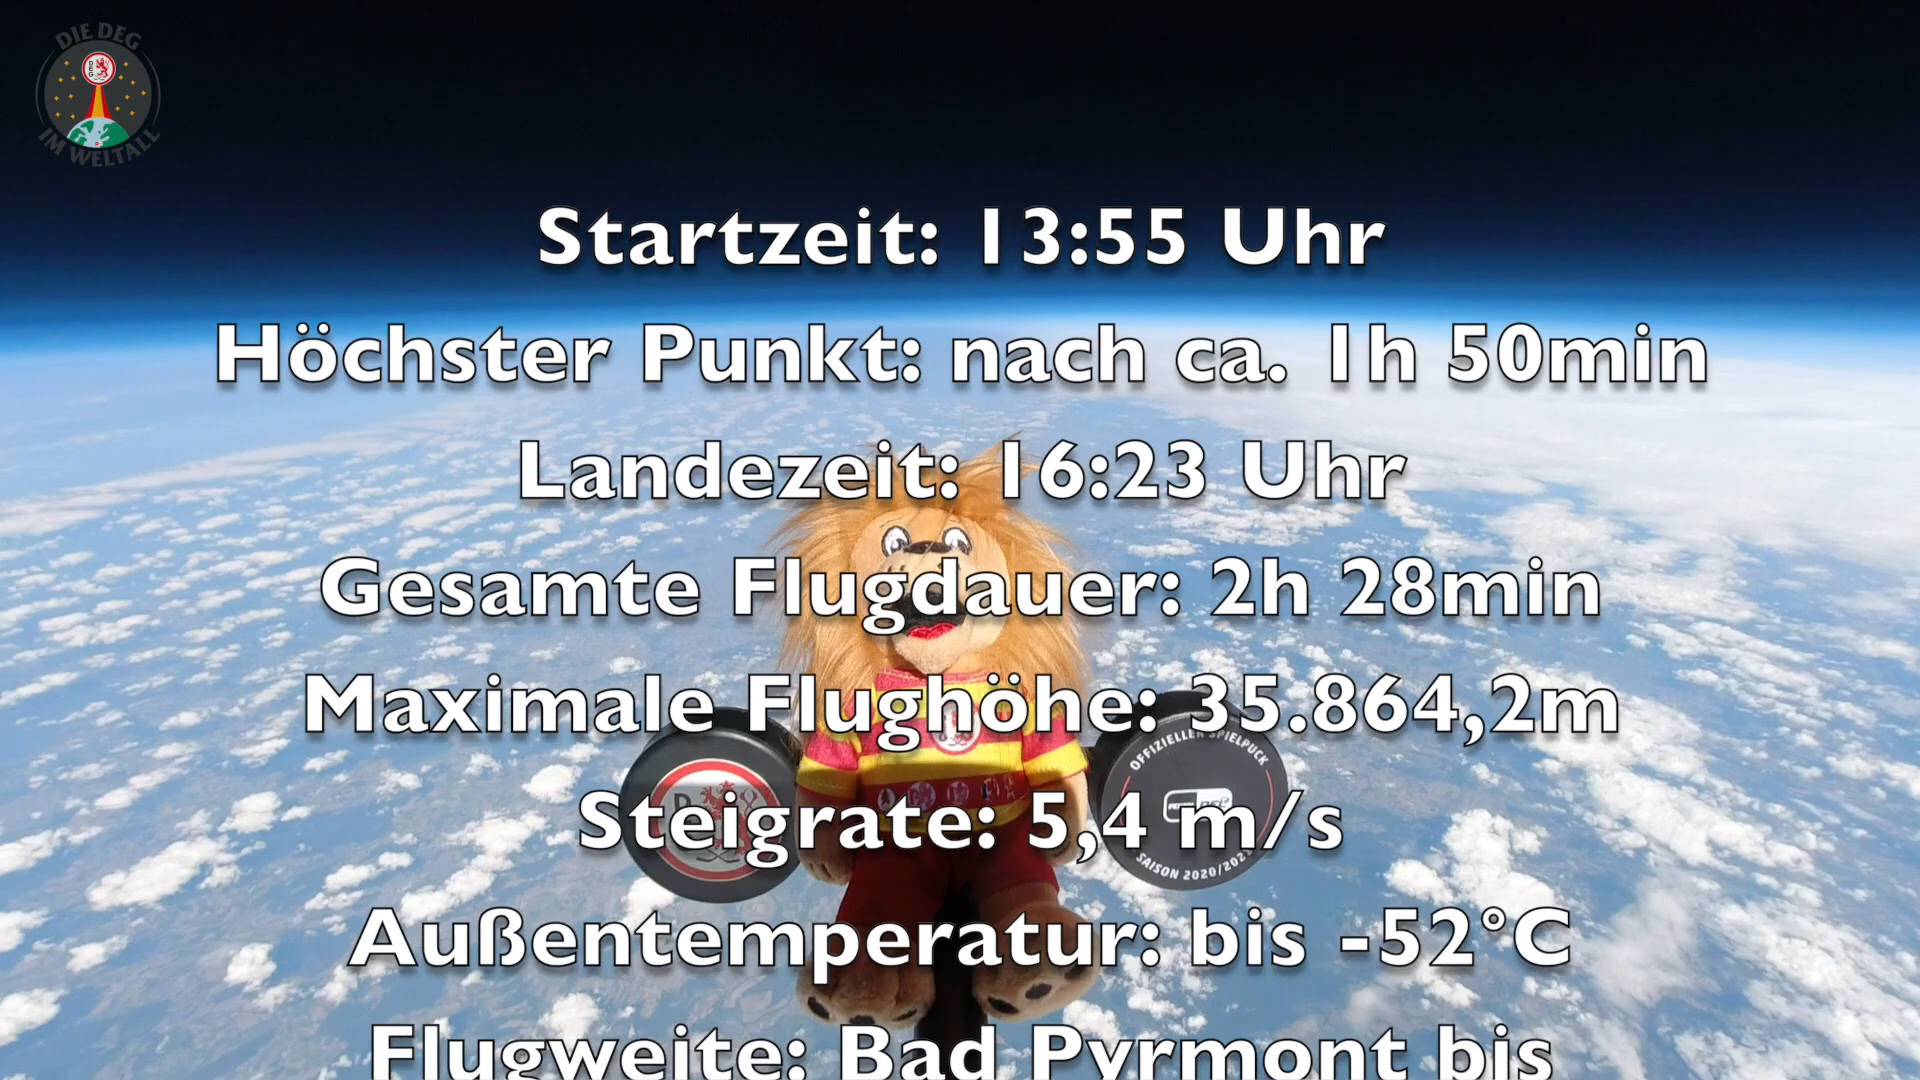 DIE DEG
IM WELTALL
Startzeit: 13:55 Uhr
Höchster Punkt: nach ca. 1h 50min
Landezeit: 16:23 Uhr
Gesamte Flugdauer: 2h 28min
Maximale Flughöhe: 35.864,2m
OFFIZIELLER SPIELPUCK
Steigrate: 5,4 m/s
SAISON 2020/2021
Außentemperatur: bis -52°C
Flugweite: Bad Pyrmont bis